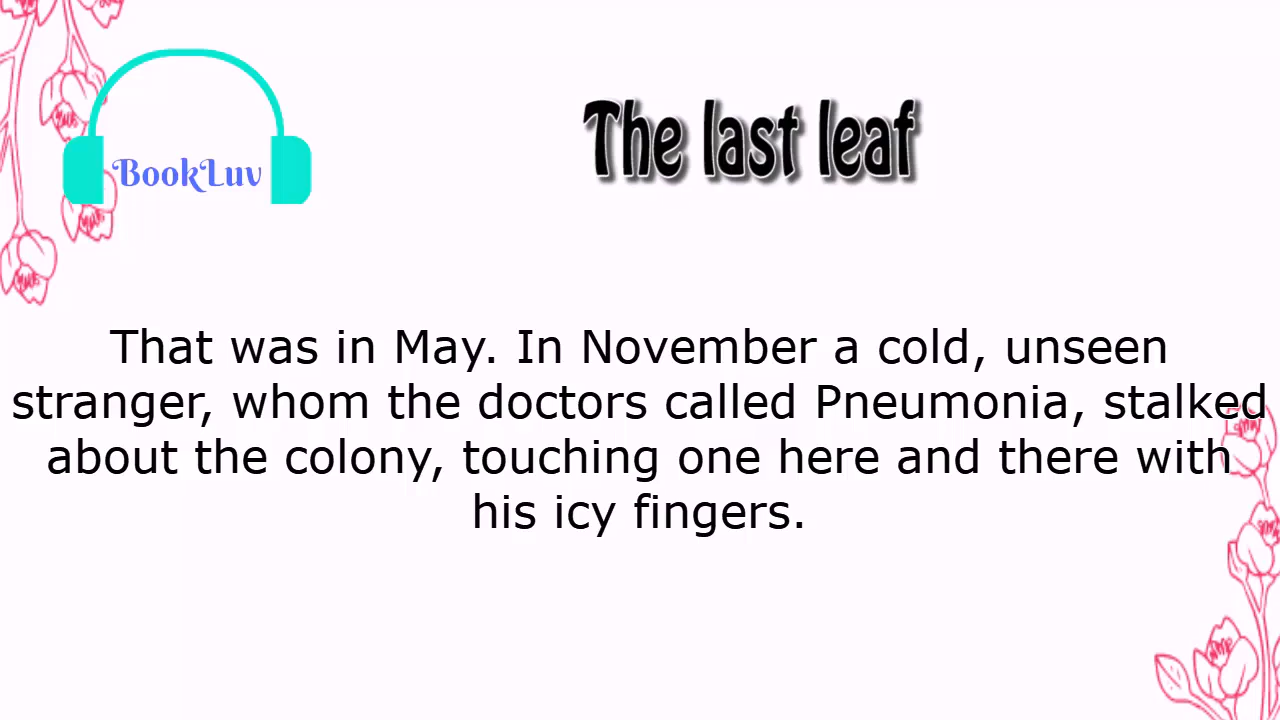 The last leaf
BookLuv
That was in May. In November a cold, unseen
stranger, whom the doctors called Pneumonia, stalked
about the colony, touching one here and there with
his icy fingers.